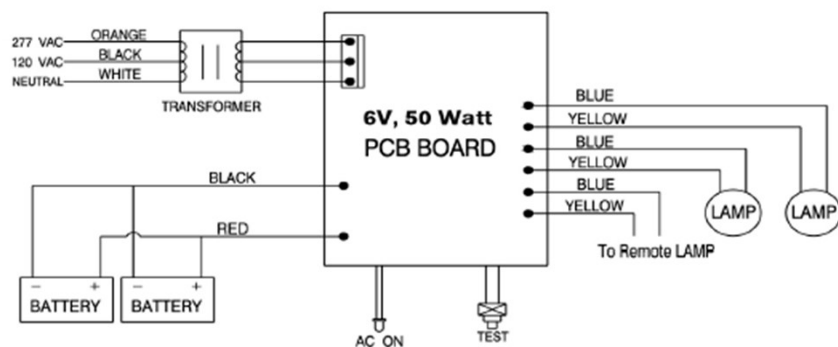 277 VAC ORANGE
120 VAC BLACK
NEUTRAL WHITE
TRANSFORMER
6V, 50 Watt
PCB BOARD
BLUE
YELLOW
BLUE
YELLOW
BLUE
YELLOW
LAMP LAMP
To Remote LAMP
BLACK
RED
- + - +
BATTERY BATTERY
AC ON
TEST